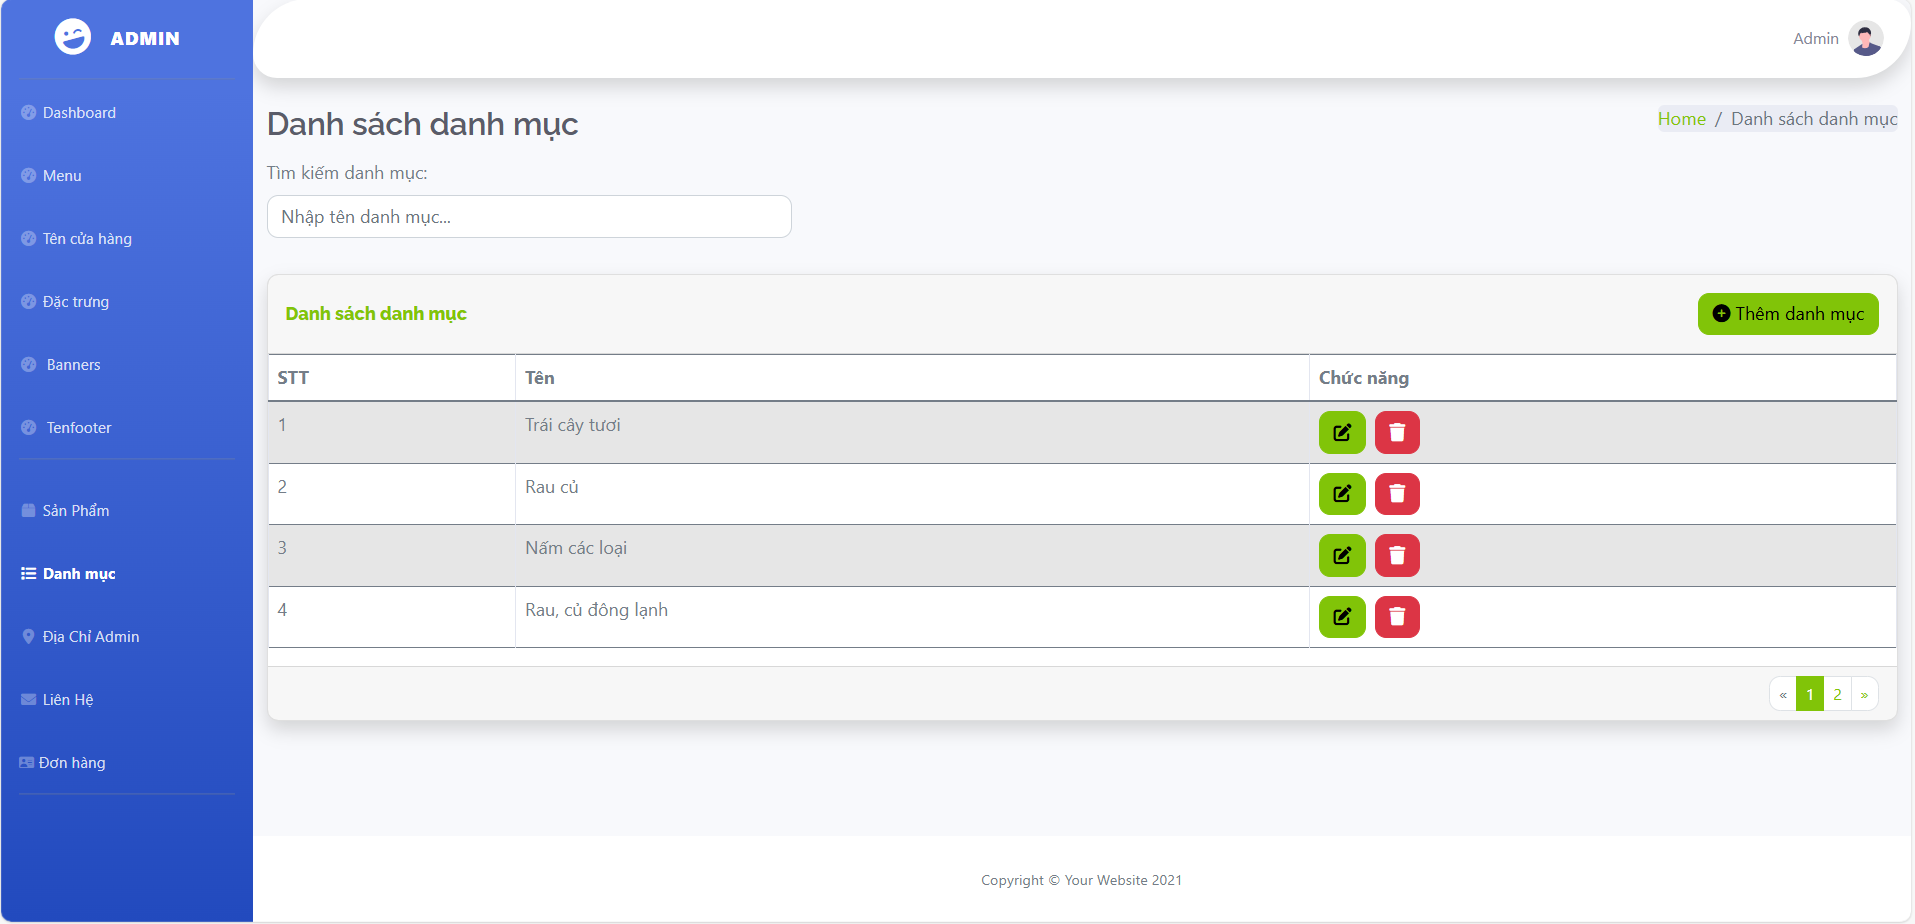 ADMIN
Admin
Dashboard
Menu
Tên cửa hàng
Đặc trưng
Banners
Tenfooter
Sản Phẩm
Danh mục
Địa Chỉ Admin
Liên Hệ
Đơn hàng
Danh sách danh mục
Home / Danh sách danh mục
Tìm kiếm danh mục:
Nhập tên danh mục...
Danh sách danh mục
Thêm danh mục
STT Tên Chức năng
1 Trái cây tươi
2 Rau củ
3 Nấm các loại
4 Rau, củ đông lạnh
« 1 2 »
Copyright © Your Website 2021